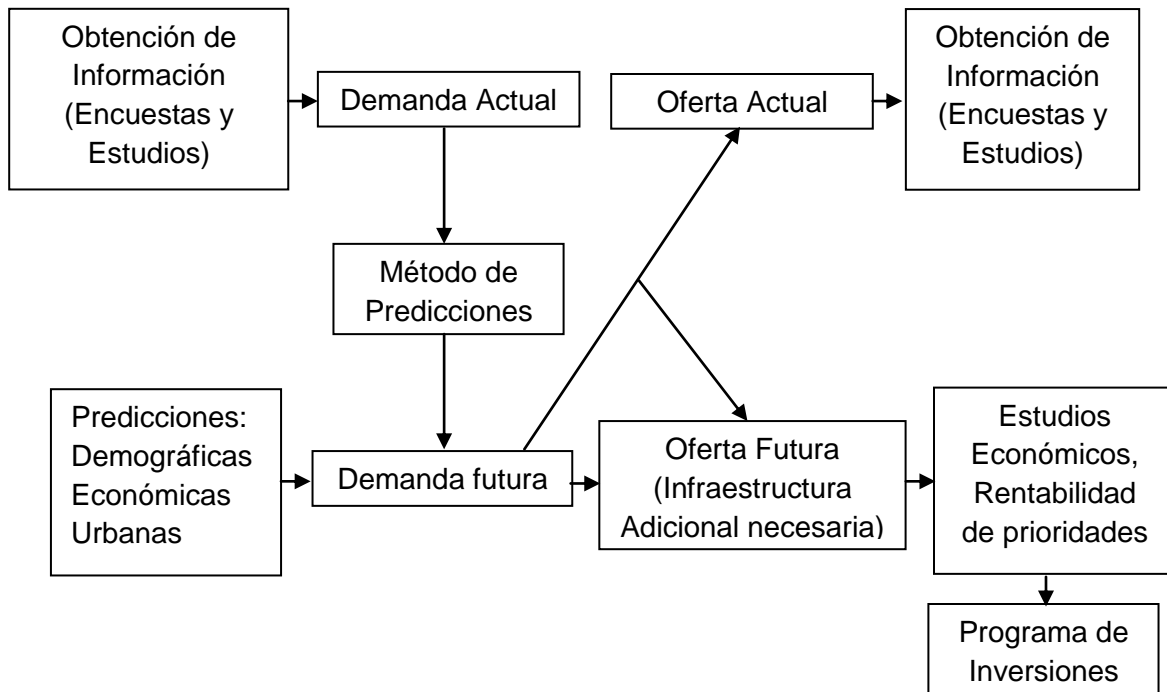 Obtención de
Información
(Encuestas y
Estudios)
Demanda Actual
Oferta Actual
Obtención de
Información
(Encuestas y
Estudios)
Método de
Predicciones
Predicciones:
Demográficas
Económicas
Urbanas
Demanda futura
Oferta Futura
(Infraestructura
Adicional necesaria)
Estudios
Económicos,
Rentabilidad
de prioridades
Programa de
Inversiones